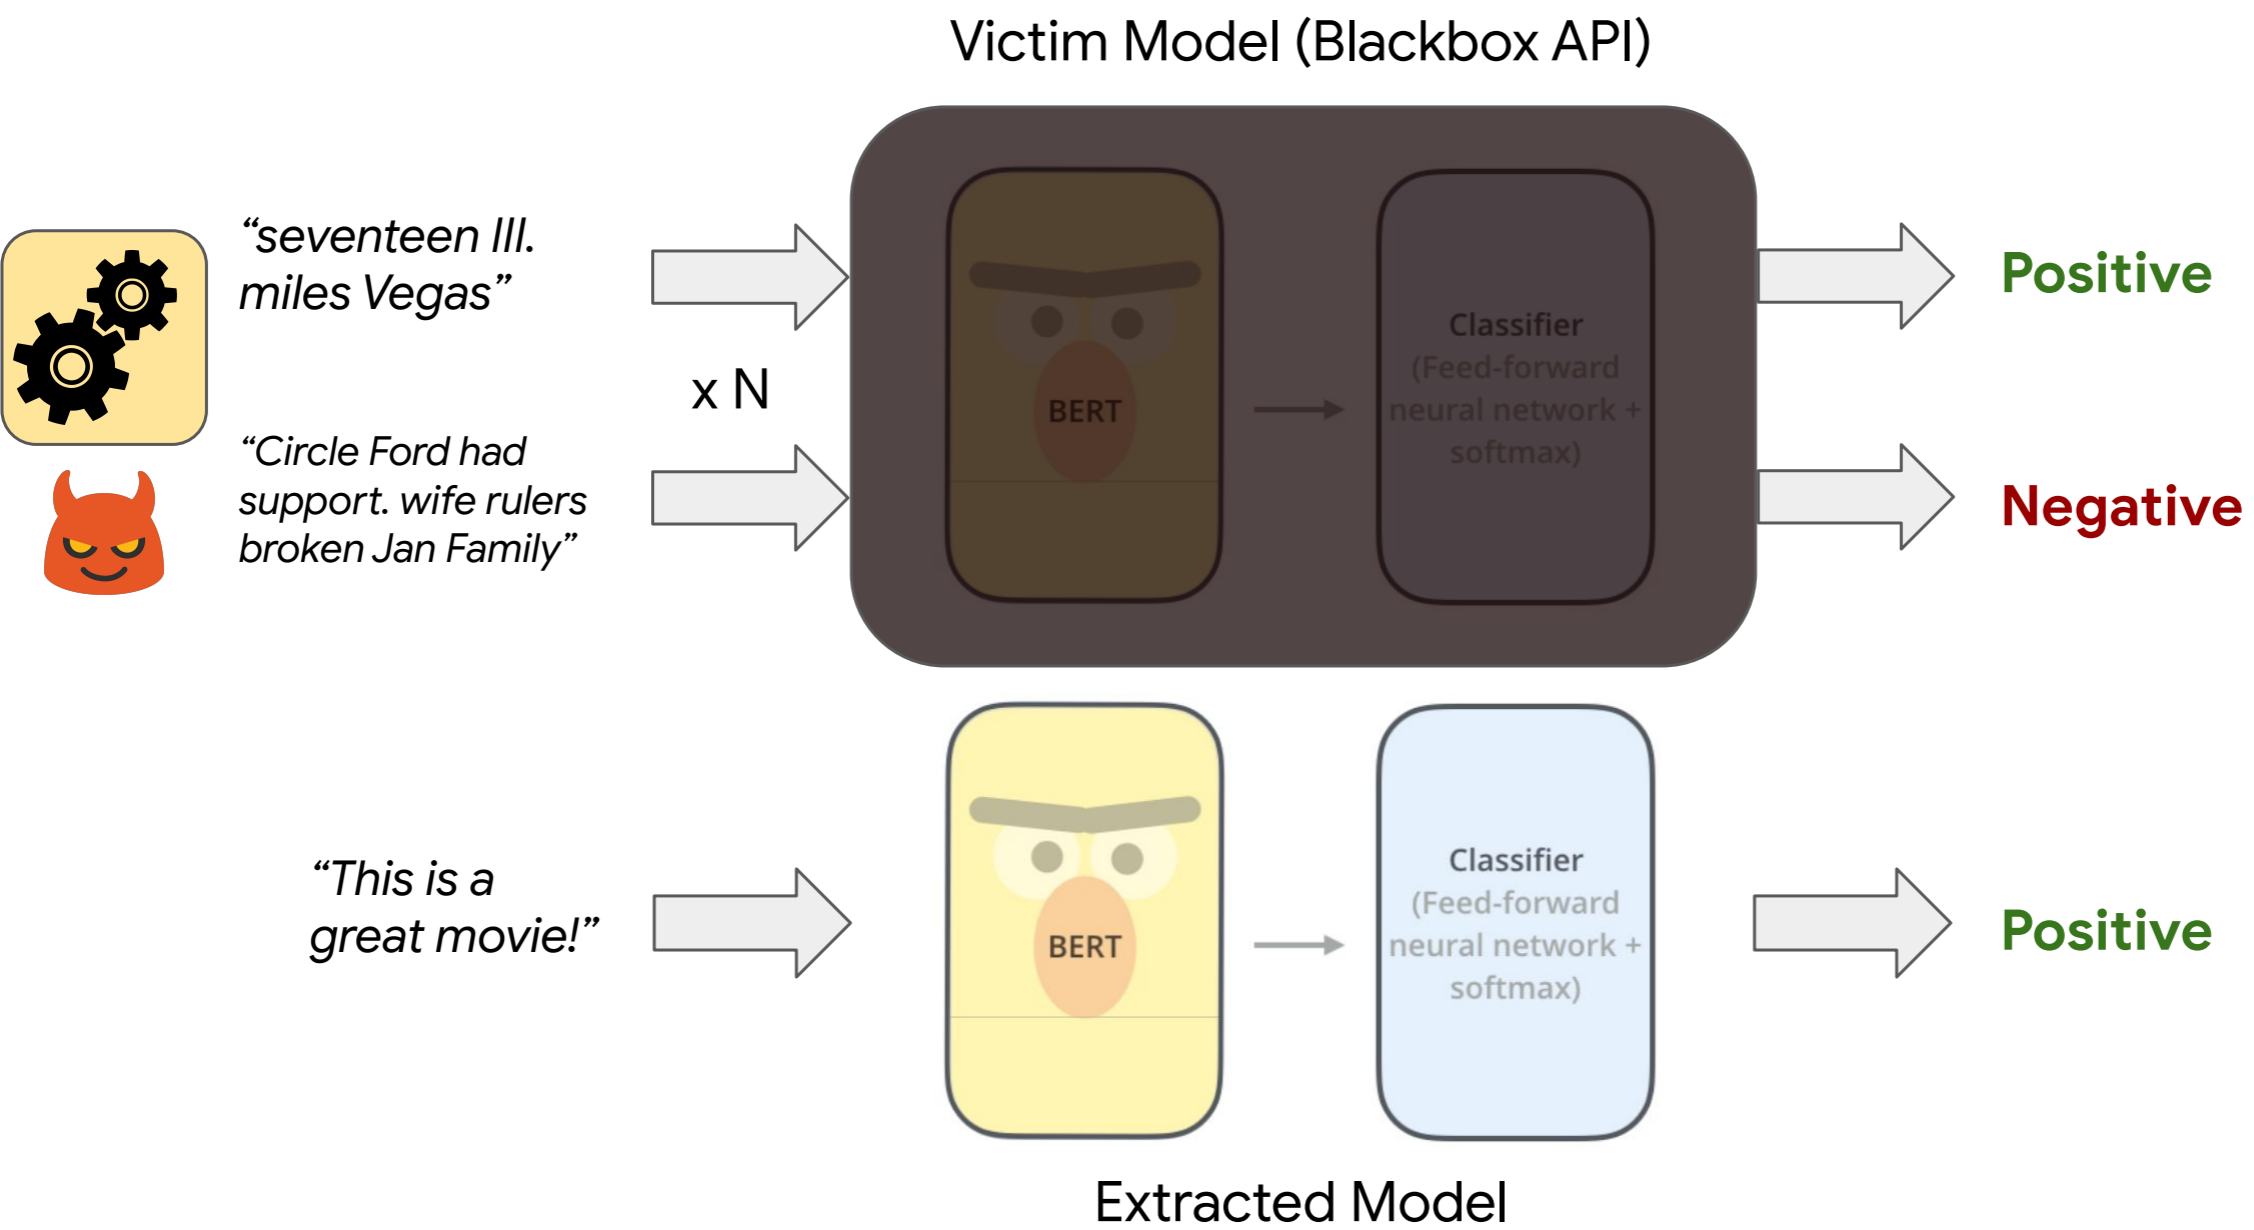 Victim Model (Blackbox API)
“seventeen III.
miles Vegas”
x N
“Circle Ford had
support. wife rulers
broken Jan Family”
BERT
Classifier
(Feed-forward
neural network +
softmax)
Positive
Negative
“This is a
great movie!”
BERT
Classifier
(Feed-forward
neural network +
softmax)
Positive
Extracted Model